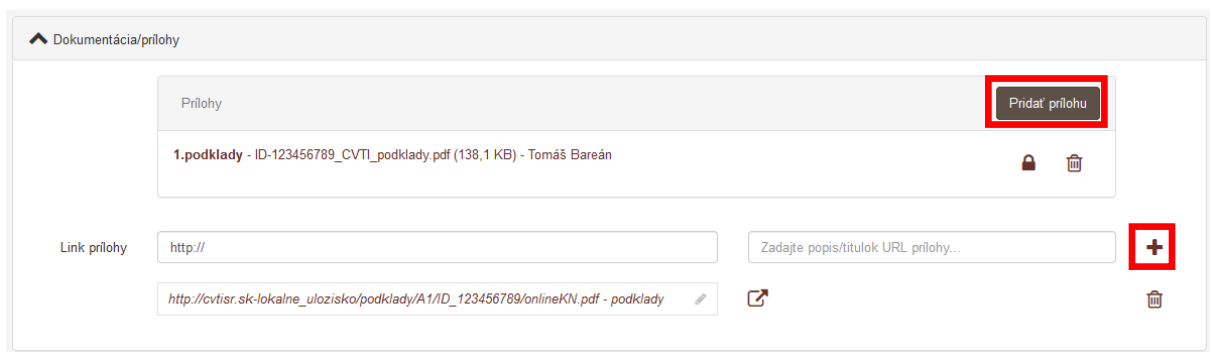 Dokumentácia/prílohy
Prílohy
Pridať prílohu
1.podklady - ID-123456789_CVTI_podklady.pdf (138,1 KB) - Tomáš Bareán
Link prílohy
http://
Zadajte popis/titulok URL prílohy...
http://cvtisr.sk-lokalne_ulozisko/podklady/A1/ID_123456789/onlineKN.pdf - podklady